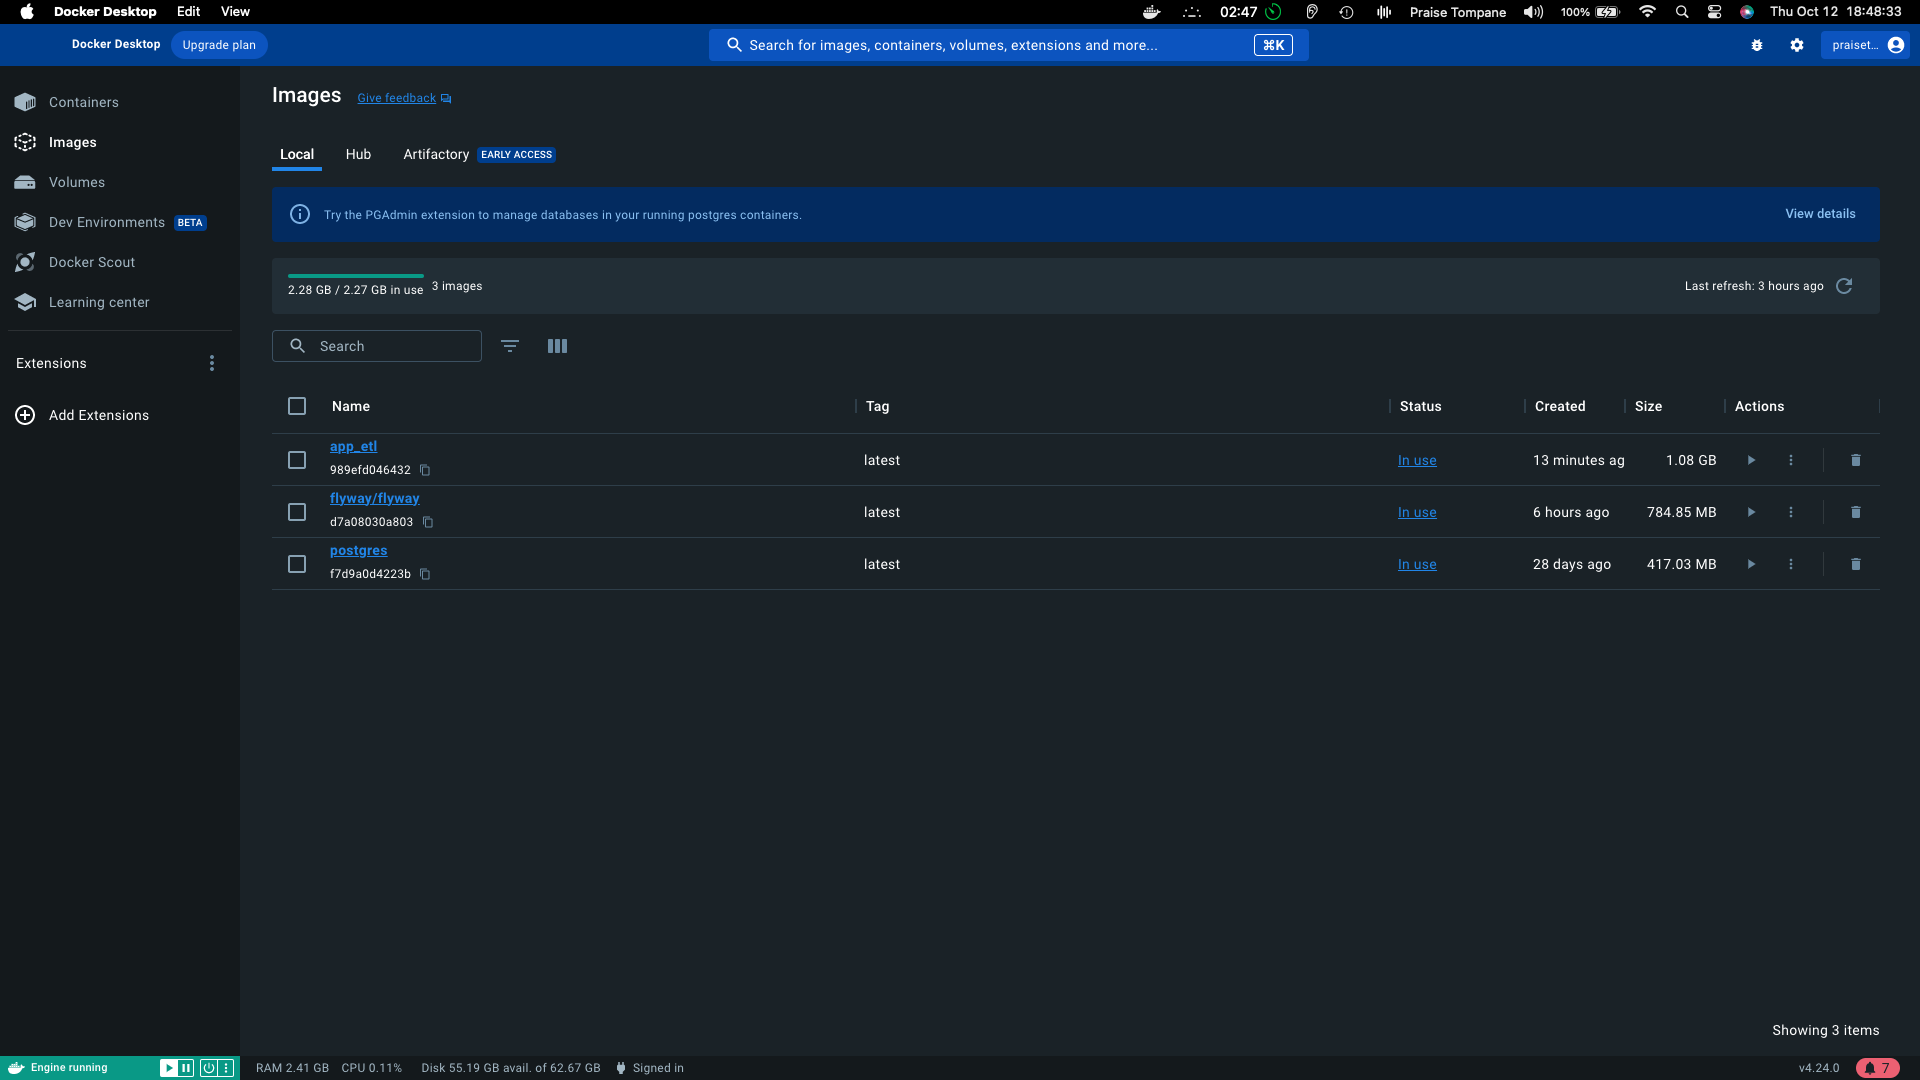 Docker Desktop Edit View 02:47 Praise Tompane 100% Thu Oct 12 18:48:33
Docker Desktop Upgrade plan Search for images, containers, volumes, extensions and more... ⌘K praiset...
Containers
Images
Volumes
Dev Environments BETA
Docker Scout
Learning center
Extensions
Add Extensions
Images Give feedback
Local Hub Artifactory EARLY ACCESS
Try the PGAdmin extension to manage databases in your running postgres containers. View details
2.28 GB / 2.27 GB in use 3 images Last refresh: 3 hours ago
Search
Name Tag Status Created Size Actions
app_etl
989efd046432 latest In use 13 minutes ag 1.08 GB
flyway/flyway
d7a08030a803 latest In use 6 hours ago 784.85 MB
postgres
f7d9a0d4223b latest In use 28 days ago 417.03 MB
Showing 3 items
Engine running RAM 2.41 GB CPU 0.11% Disk 55.19 GB avail. of 62.67 GB Signed in v4.24.0 7